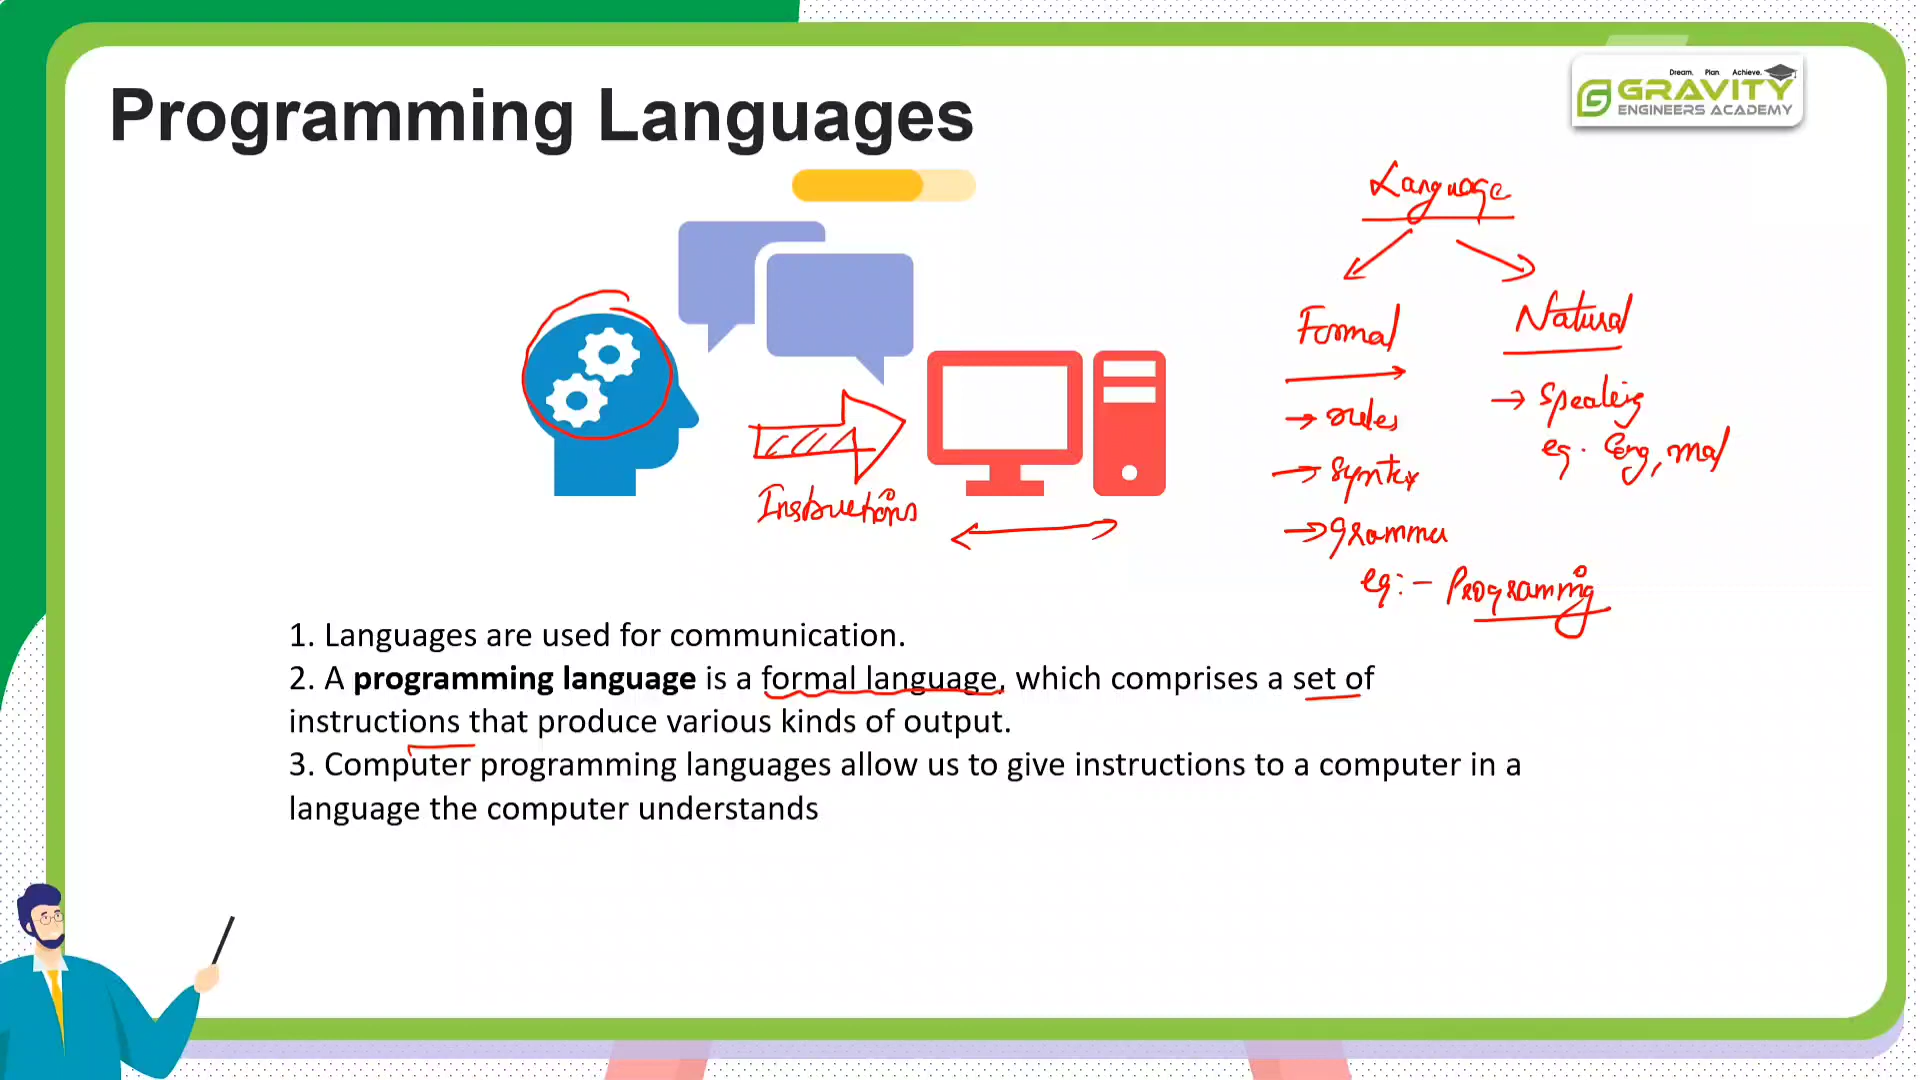 Programming Languages
Dream. Plan. Achieve.
GRAVITY
ENGINEERS ACADEMY
Language
Formal
Natural
→ rules
→ Speaking
→ Syntax
eg. Eng, Mal
→ grammar
eg:- Programming
Instructions
1. Languages are used for communication.
2. A programming language is a formal language, which comprises a set of
instructions that produce various kinds of output.
3. Computer programming languages allow us to give instructions to a computer in a
language the computer understands